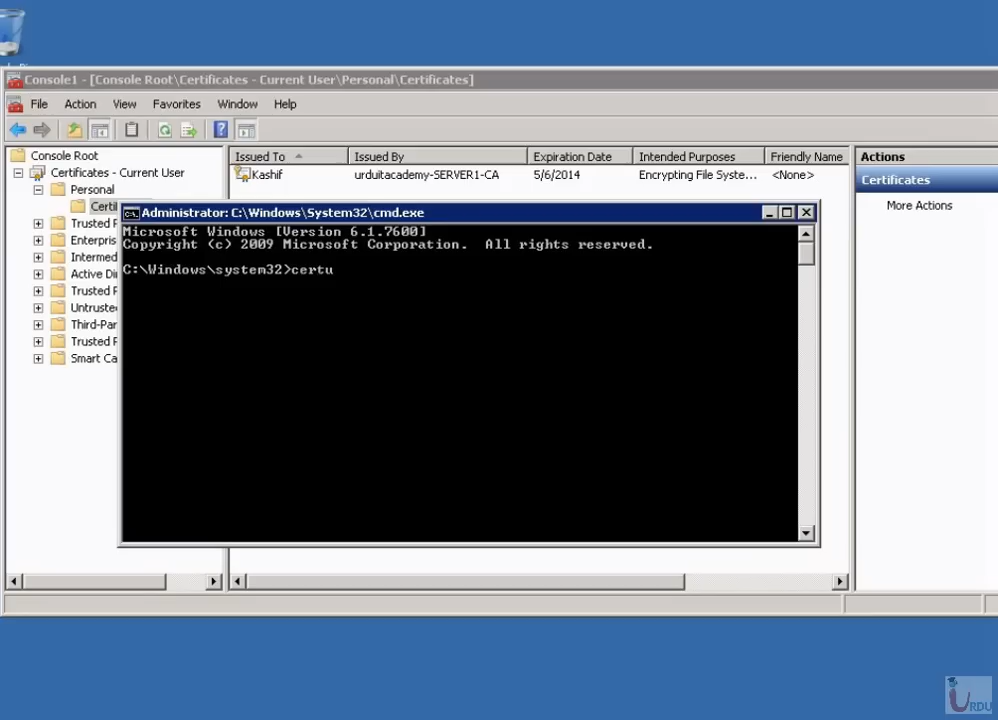 Console1 - [Console Root\Certificates - Current User\Personal\Certificates]
File Action View Favorites Window Help
Console Root
Certificates - Current User
Personal
Certi
Trusted P
Enterpris
Intermed
Active Di
Trusted P
Untruste
Third-Par
Trusted P
Smart Ca
Issued To Issued By Expiration Date Intended Purposes Friendly Name
Kashif urduitacademy-SERVER1-CA 5/6/2014 Encrypting File Syste... <None>
Actions
Certificates
More Actions
Administrator: C:\Windows\System32\cmd.exe
Microsoft Windows [Version 6.1.7600]
Copyright (c) 2009 Microsoft Corporation. All rights reserved.
C:\Windows\system32>certu
URDU